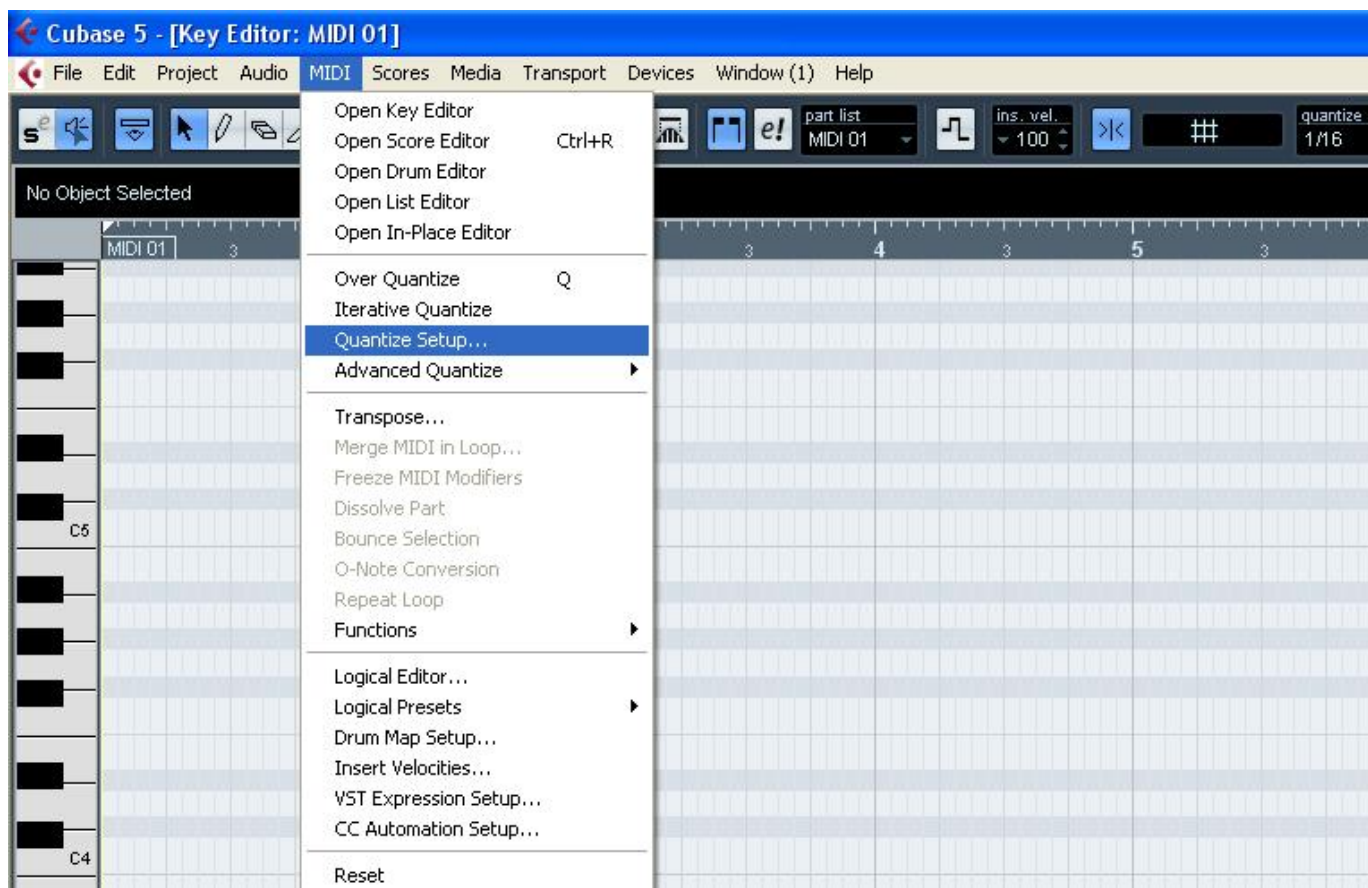 Cubase 5 - [Key Editor: MIDI 01]
File Edit Project Audio MIDI Scores Media Transport Devices Window (1) Help
part list
MIDI 01
ins. vel.
100
quantize
1/16
No Object Selected
MIDI 01 3 3 4 3 5 3
Open Key Editor
Open Score Editor Ctrl+R
Open Drum Editor
Open List Editor
Open In-Place Editor
Over Quantize Q
Iterative Quantize
Quantize Setup...
Advanced Quantize
Transpose...
Merge MIDI in Loop...
Freeze MIDI Modifiers
Dissolve Part
Bounce Selection
O-Note Conversion
Repeat Loop
Functions
Logical Editor...
Logical Presets
Drum Map Setup...
Insert Velocities...
VST Expression Setup...
CC Automation Setup...
Reset
C5
C4